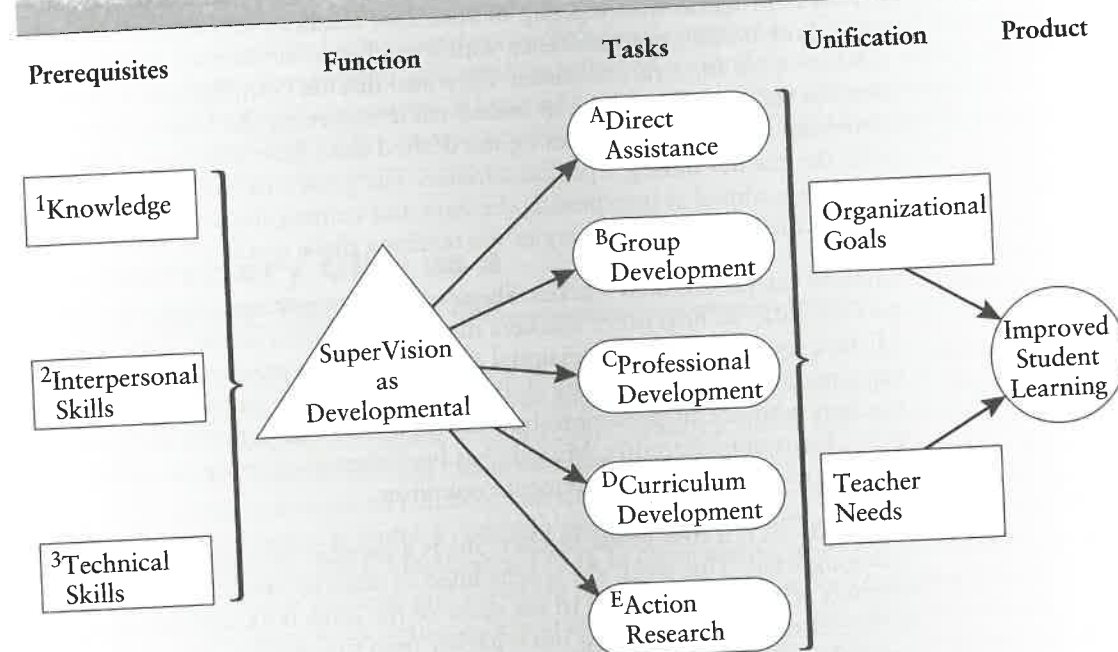 Prerequisites
Function
Tasks
Unification
Product
1Knowledge
2Interpersonal
Skills
3Technical
Skills
SuperVision
as
Developmental
ADirect
Assistance
BGroup
Development
CProfessional
Development
DCurriculum
Development
EAction
Research
Organizational
Goals
Teacher
Needs
Improved
Student
Learning